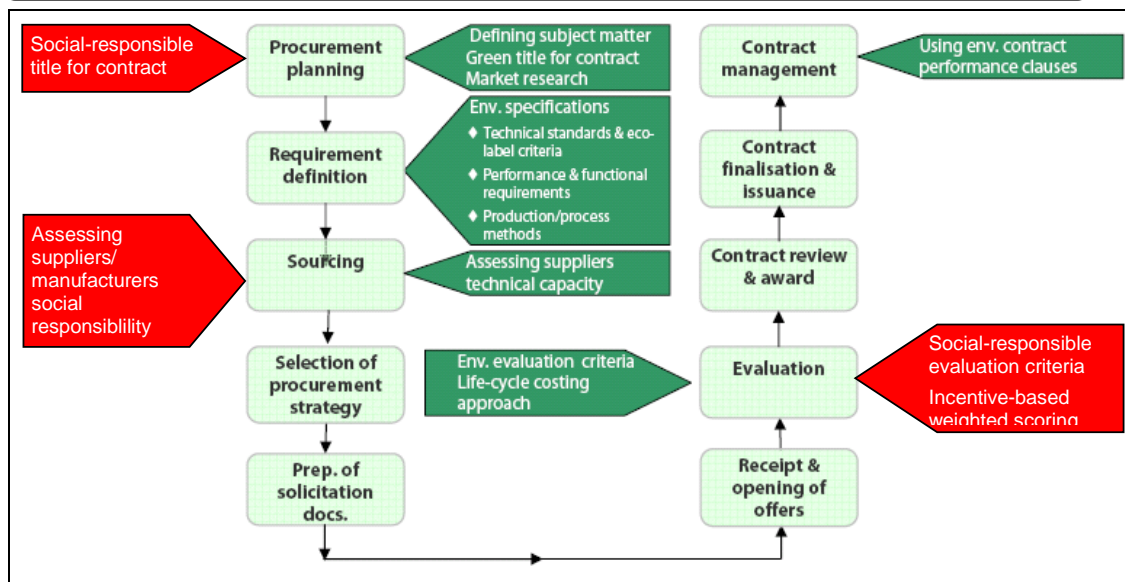 Social-responsible
title for contract
Procurement
planning
Defining subject matter
Green title for contract
Market research
Contract
management
Using env. contract
performance clauses
Requirement
definition
Env. specifications
♦ Technical standards & eco-
label criteria
♦ Performance & functional
requirements
♦ Production/process
methods
Contract
finalisation &
issuance
Assessing
suppliers/
manufacturers
social
responsiblility
Sourcing
Assessing suppliers
technical capacity
Contract review
& award
Selection of
procurement
strategy
Env. evaluation criteria
Life-cycle costing
approach
Evaluation
Social-responsible
evaluation criteria
Incentive-based
weighted scoring
Prep. of
solicitation
docs.
Receipt &
opening of
offers